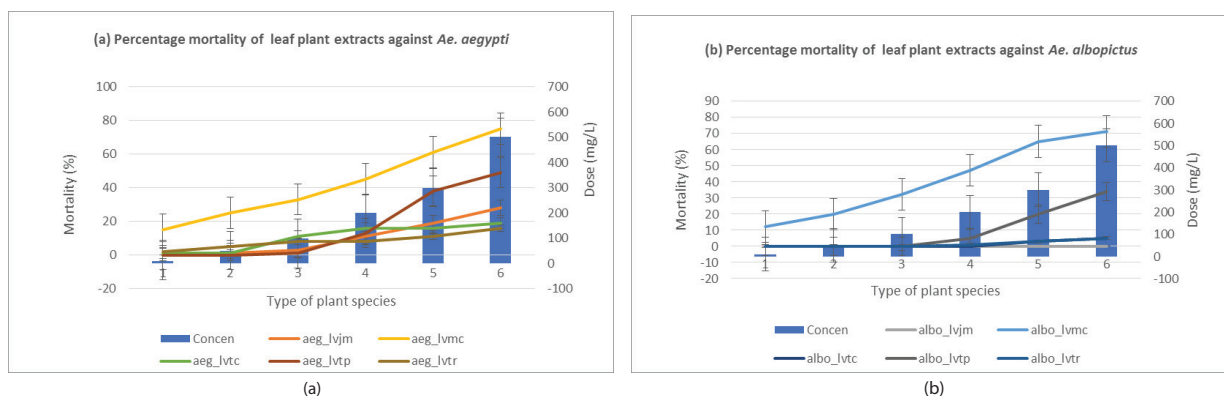 (a) Percentage mortality of leaf plant extracts against Ae. aegypti
Mortality (%)
100
80
60
40
20
0
-20
700
600
500
400
300
200
100
0
-100
Dose (mg/L)
1 2 3 4 5 6
Type of plant species
Concen aeg_lvjm aeg_lvmc
aeg_lvtc aeg_lvtp aeg_lvtr
(a)
(b) Percentage mortality of leaf plant extracts against Ae. albopictus
Mortality (%)
90
80
70
60
50
40
30
20
10
0
-10
-20
700
600
500
400
300
200
100
0
-100
Dose (mg/L)
1 2 3 4 5 6
Type of plant species
Concen albo_lvjm albo_lvmc
albo_lvtc albo_lvtp albo_lvtr
(b)